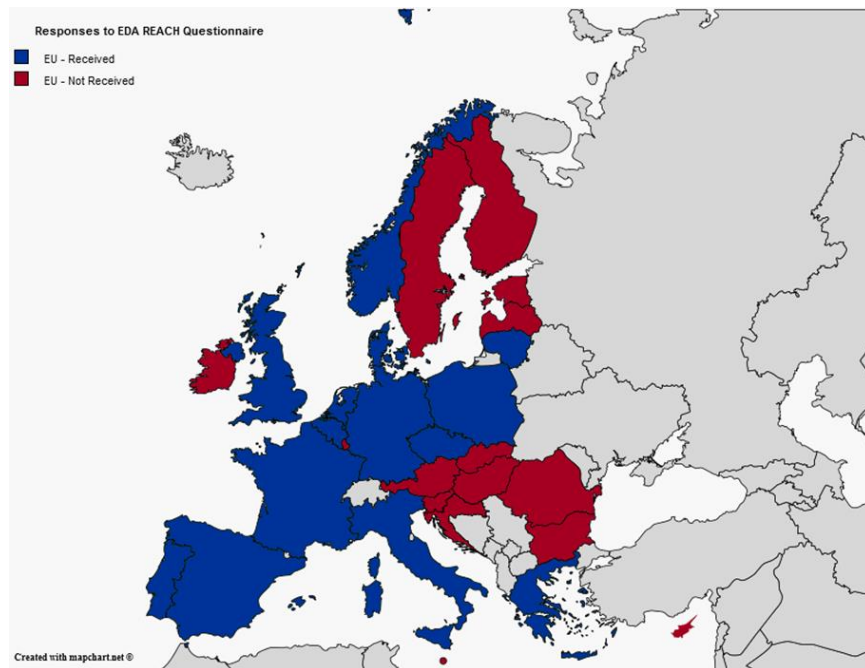 Responses to EDA REACH Questionnaire
EU - Received
EU - Not Received
Created with mapchart.net ®